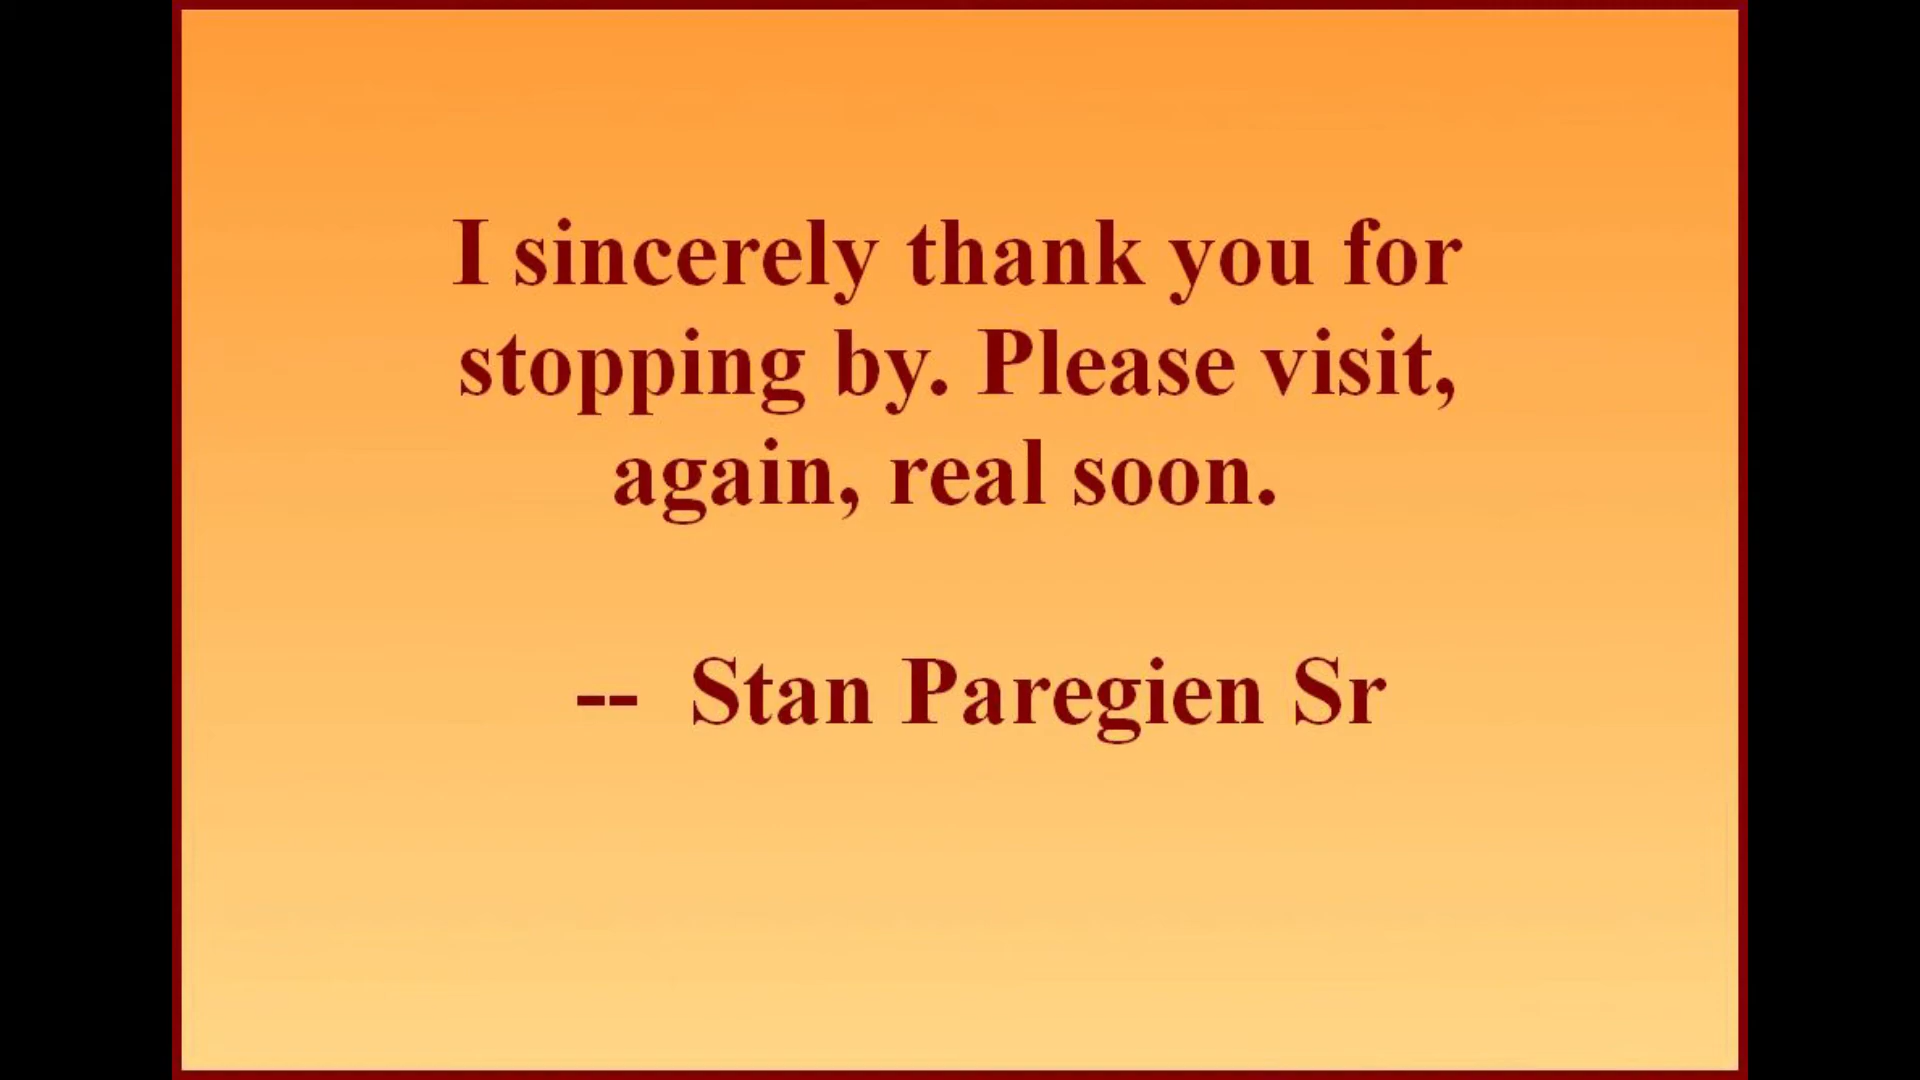 I sincerely thank you for
stopping by. Please visit,
again, real soon.
--  Stan Paregien Sr